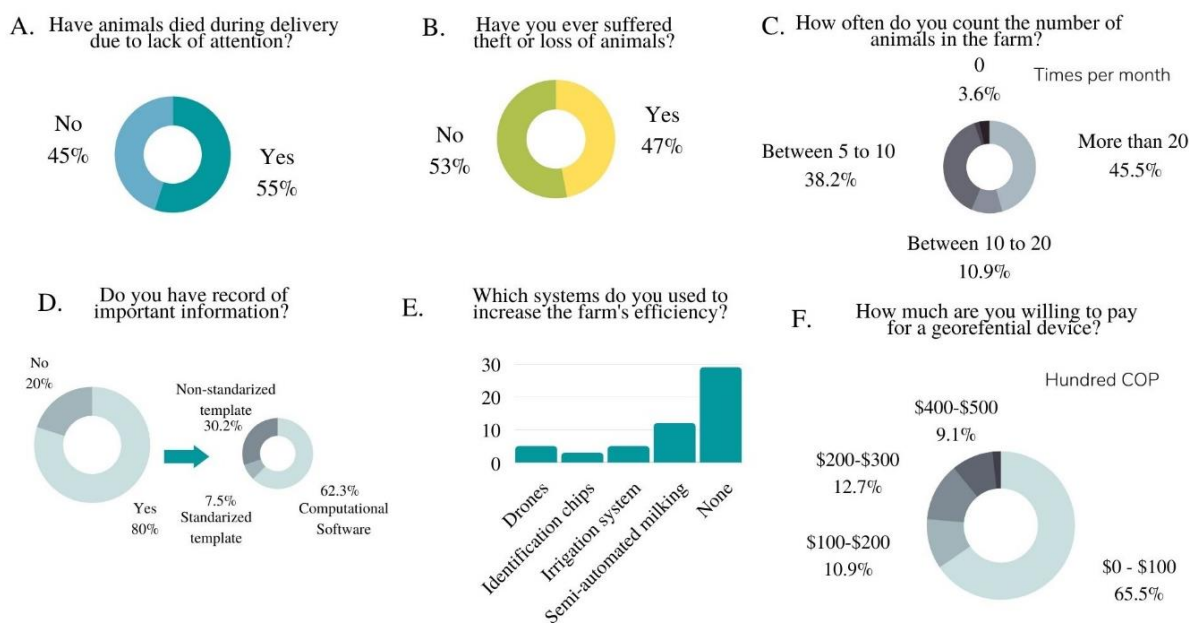 A. Have animals died during delivery
due to lack of attention?
No
45%
Yes
55%
B. Have you ever suffered
theft or loss of animals?
No
53%
Yes
47%
C. How often do you count the number of
animals in the farm?
Times per month
0
3.6%
Between 5 to 10
38.2%
More than 20
45.5%
Between 10 to 20
10.9%
D. Do you have record of
important information?
No
20%
Yes
80%
Non-standarized
template
30.2%
7.5%
Standarized
template
62.3%
Computational
Software
E. Which systems do you used to
increase the farm's efficiency?
30
20
10
0
Drones
Identification chips
Irrigation system
Semi-automated milking
None
F. How much are you willing to pay
for a georefential device?
Hundred COP
$400-$500
9.1%
$200-$300
12.7%
$100-$200
10.9%
$0 - $100
65.5%